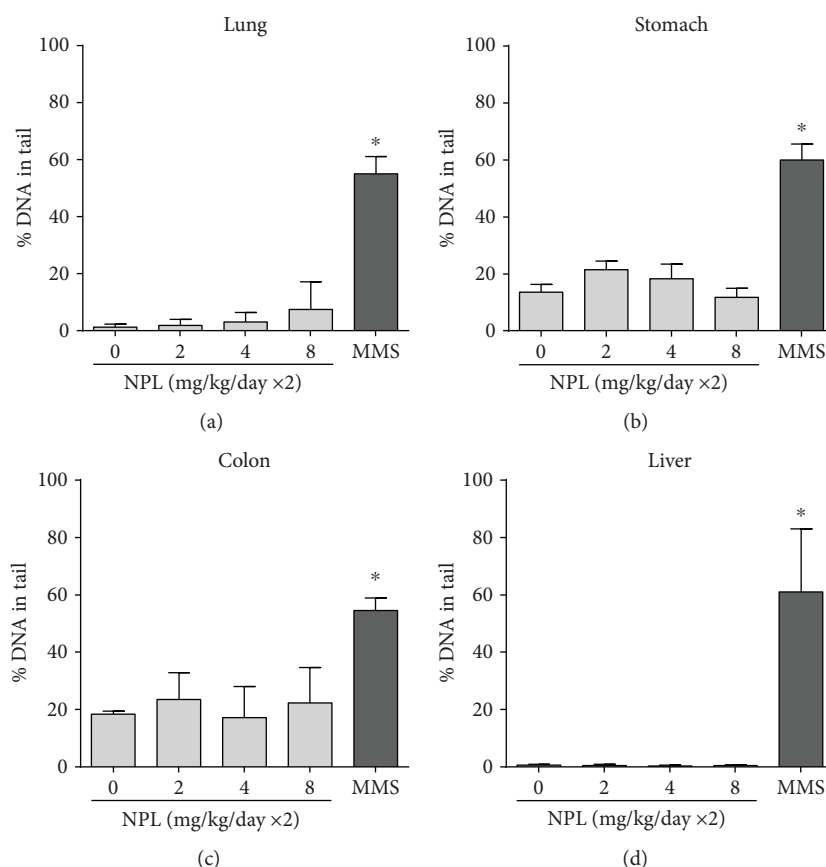 Lung
100
80
60
40
20
0
% DNA in tail
*
0 2 4 8 MMS
NPL (mg/kg/day ×2)
(a)
Stomach
100
80
60
40
20
0
% DNA in tail
*
0 2 4 8 MMS
NPL (mg/kg/day ×2)
(b)
Colon
100
80
60
40
20
0
% DNA in tail
*
0 2 4 8 MMS
NPL (mg/kg/day ×2)
(c)
Liver
100
80
60
40
20
0
% DNA in tail
*
0 2 4 8 MMS
NPL (mg/kg/day ×2)
(d)